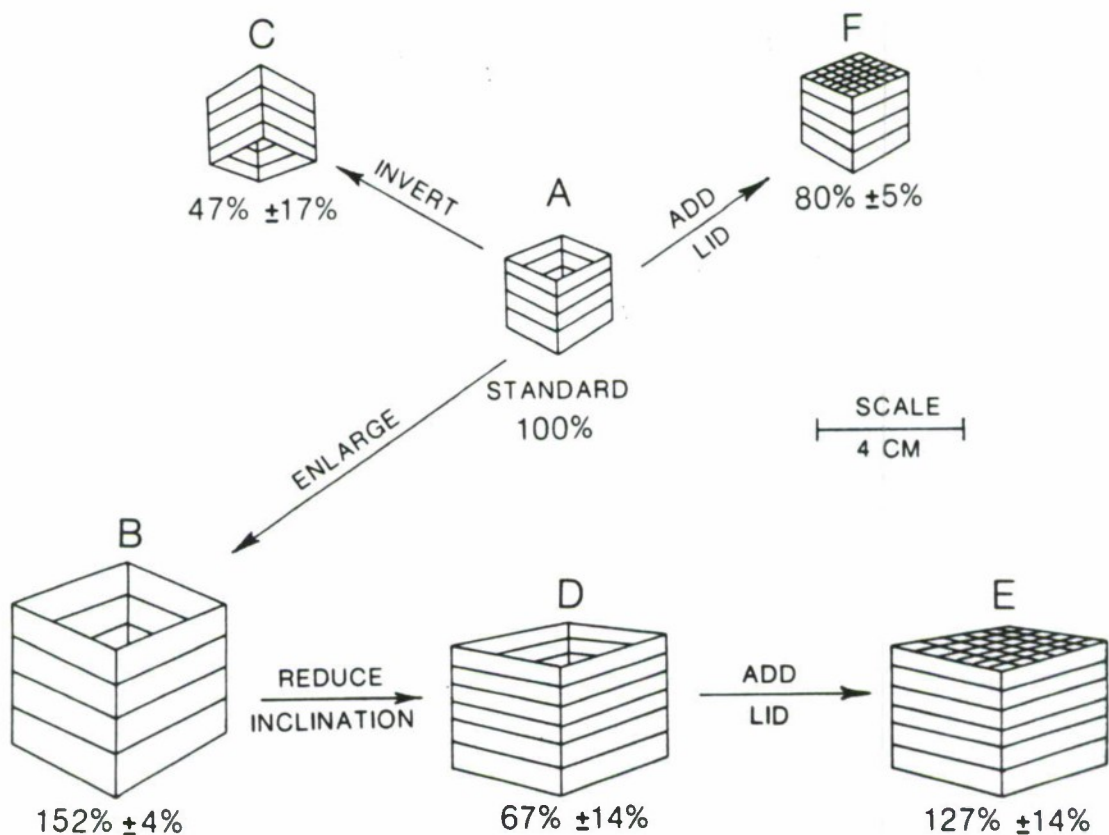 C
47% ±17%
INVERT
A
STANDARD
100%
ADD
LID
F
80% ±5%
SCALE
4 CM
ENLARGE
B
152% ±4%
REDUCE
INCLINATION
D
67% ±14%
ADD
LID
E
127% ±14%